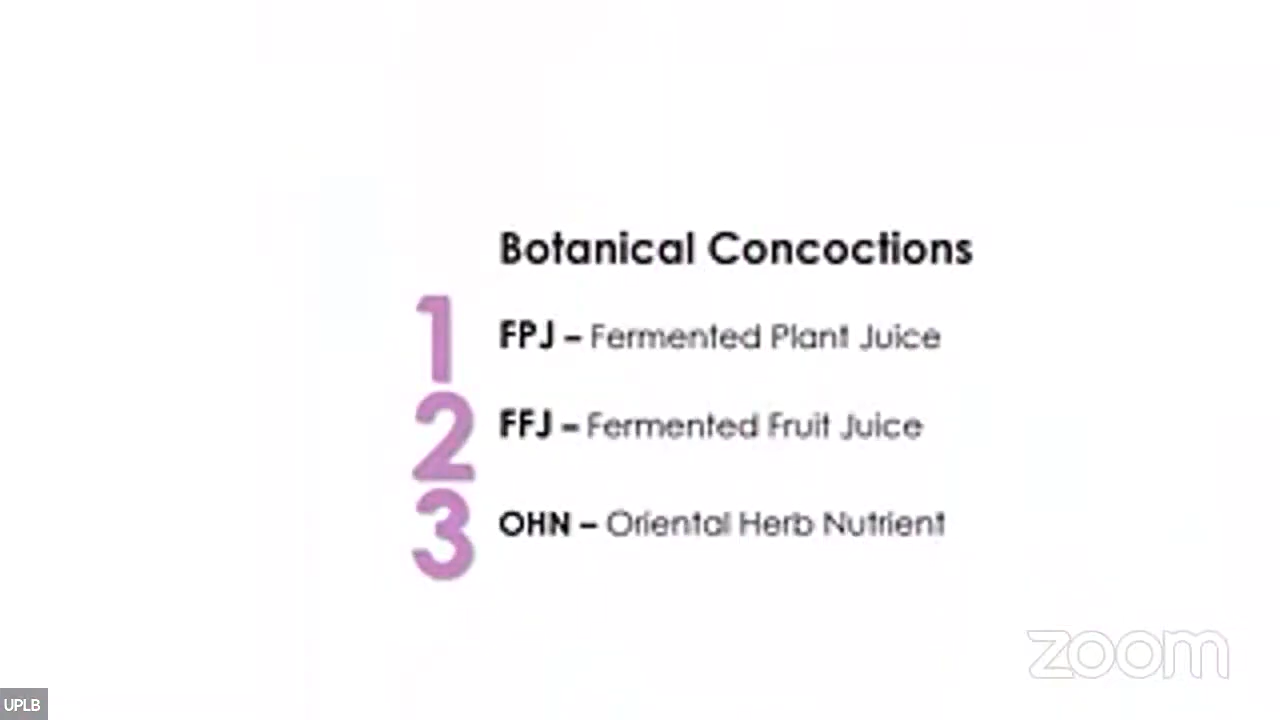 Botanical Concoctions
1 FPJ – Fermented Plant Juice
2 FFJ – Fermented Fruit Juice
3 OHN – Oriental Herb Nutrient
zoom
UPLB